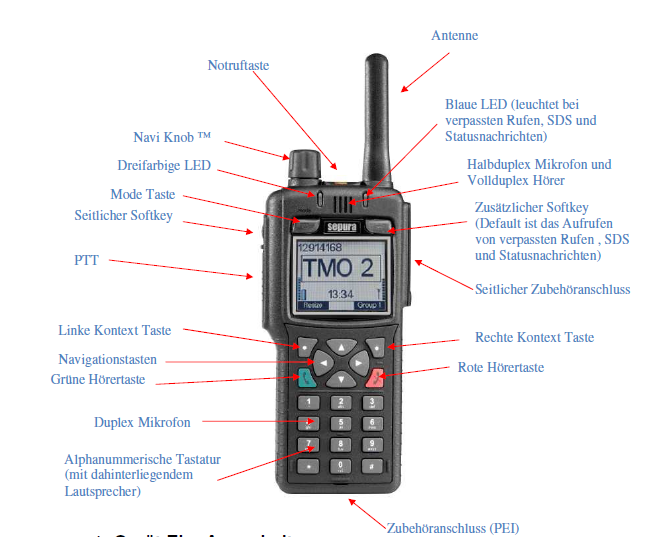 Antenne
Notruftaste
Blaue LED (leuchtet bei
verpassten Rufen, SDS und
Statusnachrichten)
Navi Knob ™
Dreifarbige LED
Halbduplex Mikrofon und
Vollduplex Hörer
Mode Taste
Seitlicher Softkey
Zusätzlicher Softkey
(Default ist das Aufrufen
von verpassten Rufen , SDS
und Statusnachrichten)
sepura
12914168
TMO 2
13:34
Resize Group 1
PTT
Seitlicher Zubehöranschluss
Linke Kontext Taste
Rechte Kontext Taste
Navigationstasten
Rote Hörertaste
Grüne Hörertaste
1 2 3
Duplex Mikrofon
5 6
7 8 9
* 0 #
Alphanummerische Tastatur
(mit dahinterliegendem
Lautsprecher)
Zubehöranschluss (PEI)